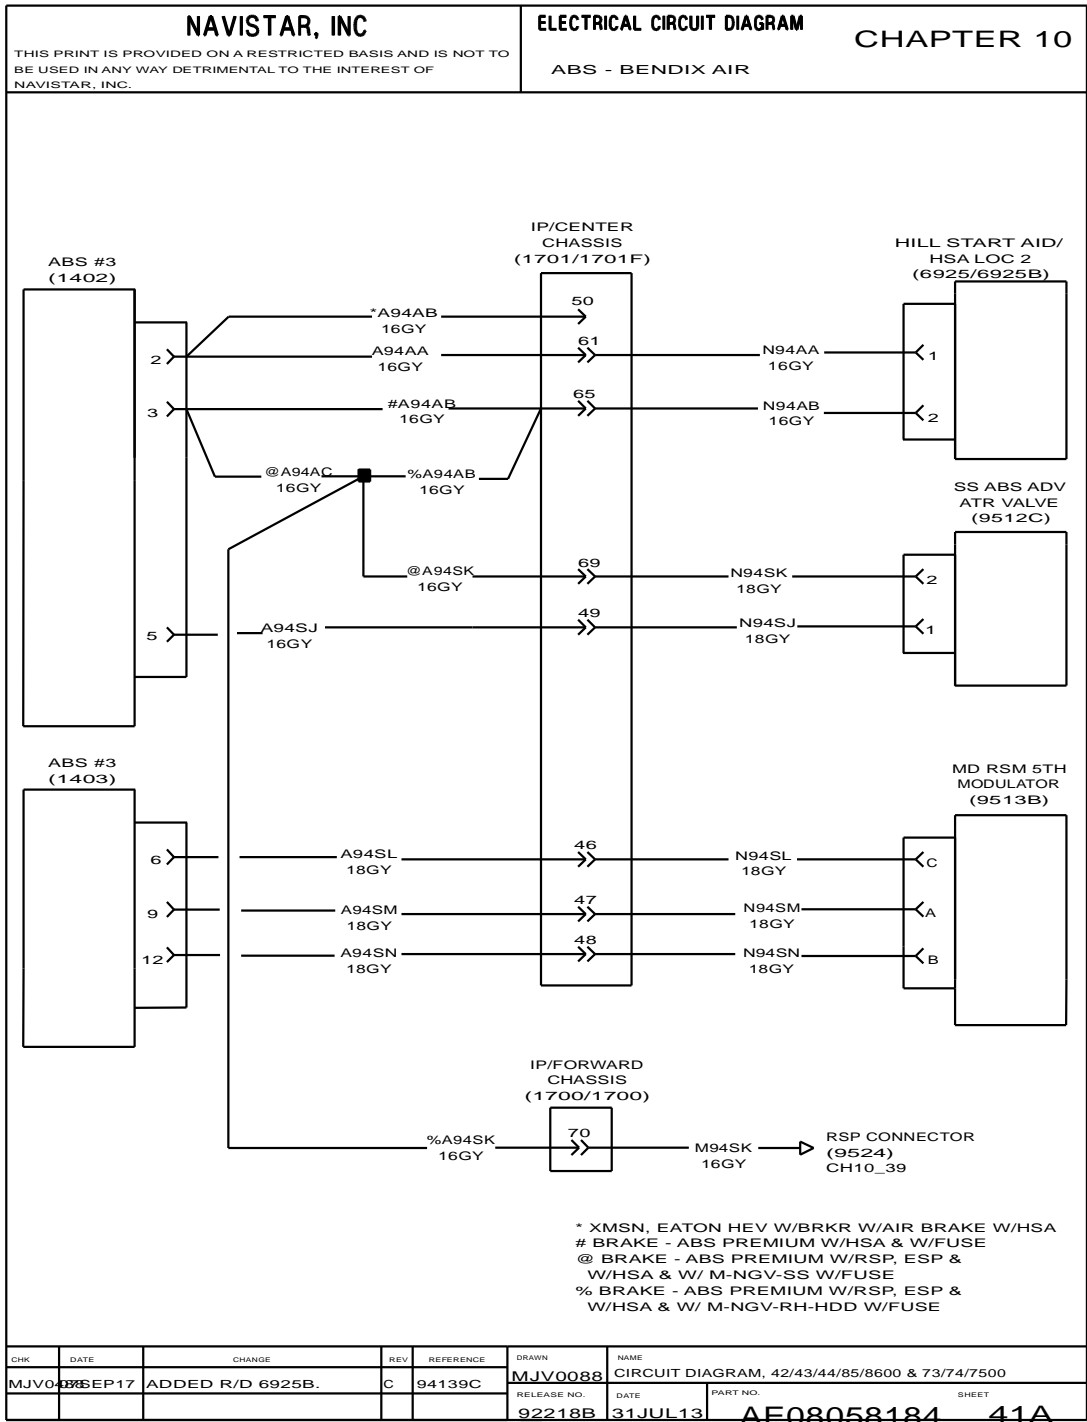 NAVISTAR, INC
THIS PRINT IS PROVIDED ON A RESTRICTED BASIS AND IS NOT TO
BE USED IN ANY WAY DETRIMENTAL TO THE INTEREST OF
NAVISTAR, INC.
ELECTRICAL CIRCUIT DIAGRAM
CHAPTER 10
ABS - BENDIX AIR
IP/CENTER
CHASSIS
(1701/1701F)
HILL START AID/
HSA LOC 2
(6925/6925B)
ABS #3
(1402)
50
*A94AB
16GY
61
2
A94AA
16GY
N94AA
16GY
1
65
3
#A94AB
16GY
N94AB
16GY
2
@A94AC
16GY
%A94AB
16GY
SS ABS ADV
ATR VALVE
(9512C)
69
@A94SK
16GY
N94SK
18GY
2
49
5
A94SJ
16GY
N94SJ
18GY
1
ABS #3
(1403)
MD RSM 5TH
MODULATOR
(9513B)
46
6
A94SL
18GY
N94SL
18GY
C
47
9
A94SM
18GY
N94SM
18GY
A
48
12
A94SN
18GY
N94SN
18GY
B
IP/FORWARD
CHASSIS
(1700/1700)
70
%A94SK
16GY
M94SK
16GY
RSP CONNECTOR
(9524)
CH10_39
* XMSN, EATON HEV W/BRKR W/AIR BRAKE W/HSA
# BRAKE - ABS PREMIUM W/HSA & W/FUSE
@ BRAKE - ABS PREMIUM W/RSP, ESP &
W/HSA & W/ M-NGV-SS W/FUSE
% BRAKE - ABS PREMIUM W/RSP, ESP &
W/HSA & W/ M-NGV-RH-HDD W/FUSE
CHK DATE CHANGE REV REFERENCE
SEP17 ADDED R/D 6925B. C 94139C
DRAWN
MJV0088
NAME
CIRCUIT DIAGRAM, 42/43/44/85/8600 & 73/74/7500
RELEASE NO.
92218B
DATE
31JUL13
PART NO.
AE08058184
SHEET
41A